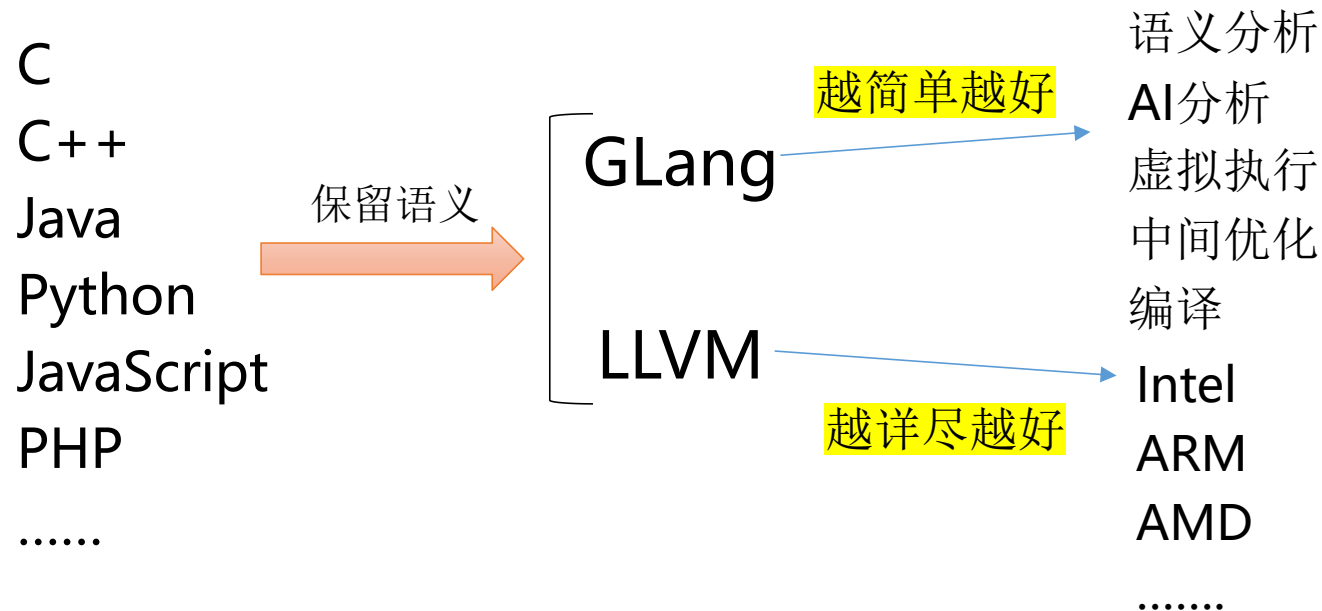 C
C++
Java
Python
JavaScript
PHP
......
保留语义
GLang
LLVM
越简单越好
越详尽越好
语义分析
AI分析
虚拟执行
中间优化
编译
Intel
ARM
AMD
.......